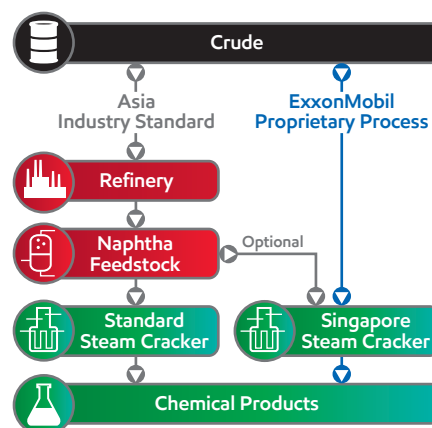 Crude
Asia
Industry Standard
ExxonMobil
Proprietary Process
Refinery
Naphtha
Feedstock
Optional
Standard
Steam Cracker
Singapore
Steam Cracker
Chemical Products